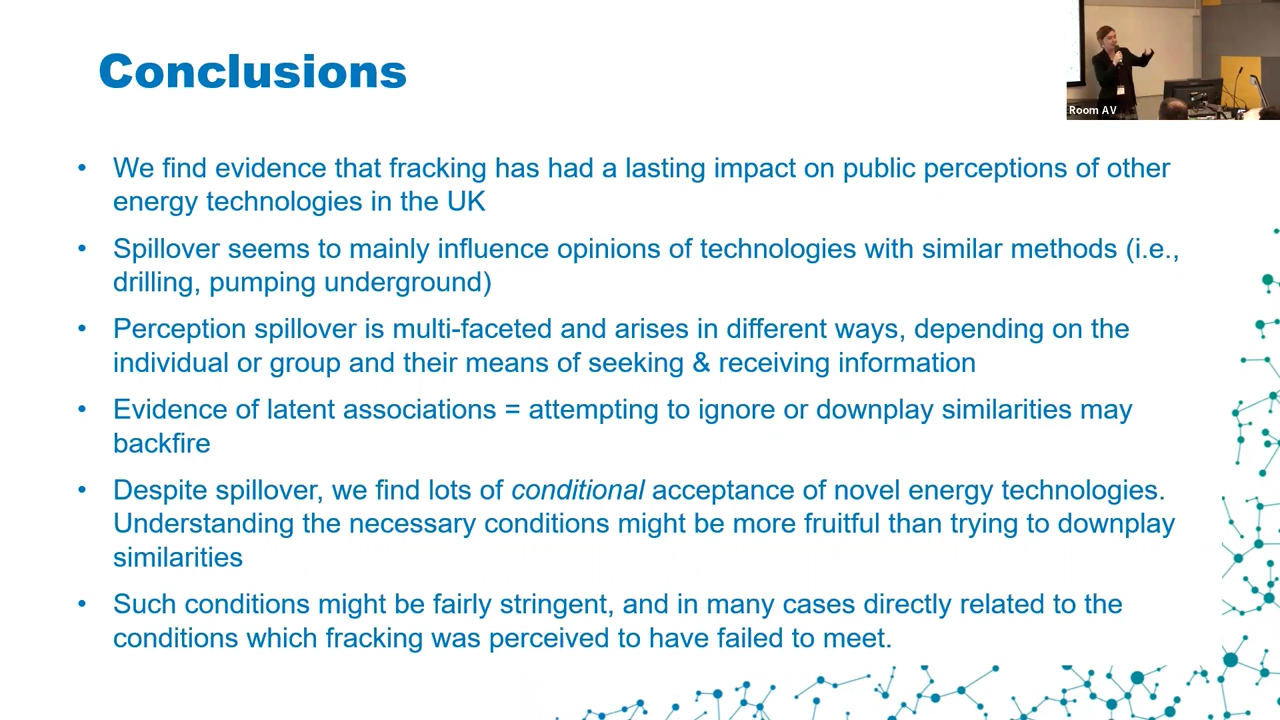 Conclusions
Room AV
• We find evidence that fracking has had a lasting impact on public perceptions of other
energy technologies in the UK
• Spillover seems to mainly influence opinions of technologies with similar methods (i.e.,
drilling, pumping underground)
• Perception spillover is multi-faceted and arises in different ways, depending on the
individual or group and their means of seeking & receiving information
• Evidence of latent associations = attempting to ignore or downplay similarities may
backfire
• Despite spillover, we find lots of conditional acceptance of novel energy technologies.
Understanding the necessary conditions might be more fruitful than trying to downplay
similarities
• Such conditions might be fairly stringent, and in many cases directly related to the
conditions which fracking was perceived to have failed to meet.